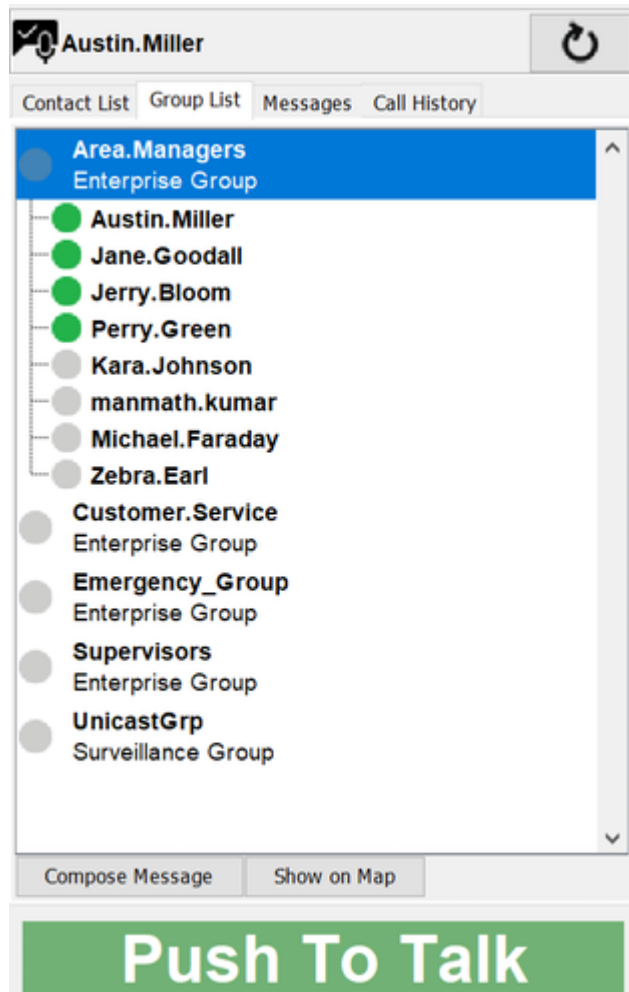 Austin.Miller
Contact List Group List Messages Call History
Area.Managers
Enterprise Group
Austin.Miller
Jane.Goodall
Jerry.Bloom
Perry.Green
Kara.Johnson
manmath.kumar
Michael.Faraday
Zebra.Earl
Customer.Service
Enterprise Group
Emergency_Group
Enterprise Group
Supervisors
Enterprise Group
UnicastGrp
Surveillance Group
Compose Message Show on Map
Push To Talk